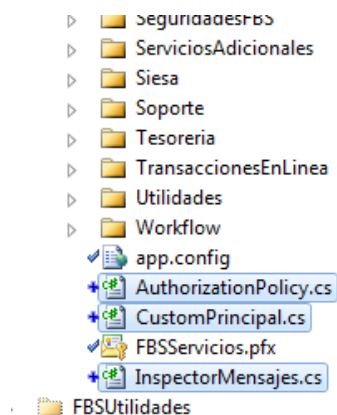 SeguridadesFBS
ServiciosAdicionales
Siesa
Soporte
Tesoreria
TransaccionesEnLinea
Utilidades
Workflow
app.config
AuthorizationPolicy.cs
CustomPrincipal.cs
FBSServicios.pfx
InspectorMensajes.cs
FBSUtilidades